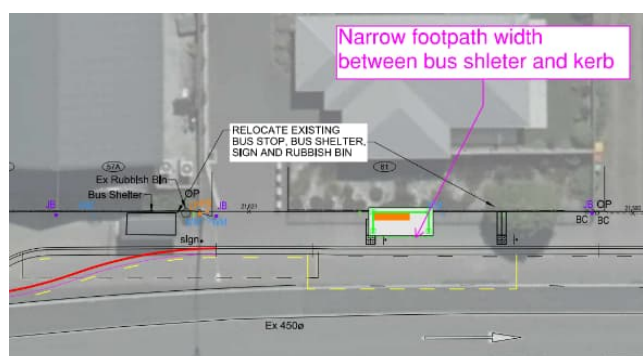 Narrow footpath width
between bus shleter and kerb
RELOCATE EXISTING
BUS STOP, BUS SHELTER,
SIGN AND RUBBISH BIN
57A
81
Ex Rubbish Bin
OP
Bus Shelter
JB
JB
JB
OP
BC
BC
sign
Ex 450ø